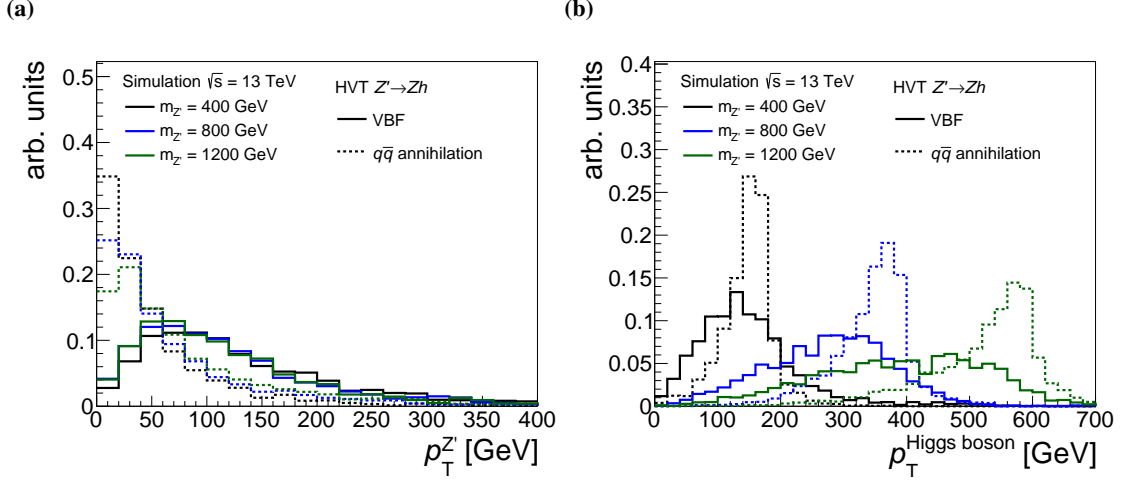 (a)
(b)
arb. units
0.5
0.4
0.3
0.2
0.1
0
Simulation √s = 13 TeV
m_Z' = 400 GeV
m_Z' = 800 GeV
m_Z' = 1200 GeV
HVT Z'→Zh
VBF
qq̅ annihilation
0 50 100 150 200 250 300 350 400
p_T^Z' [GeV]
arb. units
0.4
0.35
0.3
0.25
0.2
0.15
0.1
0.05
0
Simulation √s = 13 TeV
m_Z' = 400 GeV
m_Z' = 800 GeV
m_Z' = 1200 GeV
HVT Z'→Zh
VBF
qq̅ annihilation
0 100 200 300 400 500 600 700
p_T^Higgs boson [GeV]